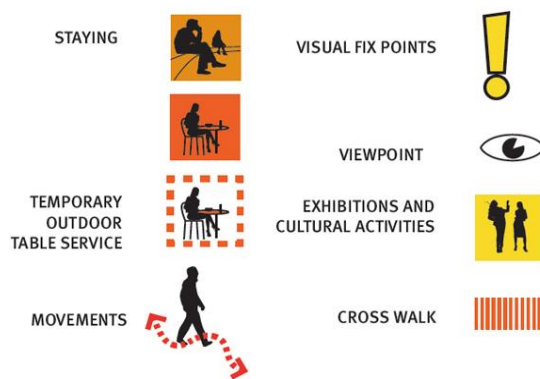 STAYING
TEMPORARY
OUTDOOR
TABLE SERVICE
MOVEMENTS
VISUAL FIX POINTS
VIEWPOINT
EXHIBITIONS AND
CULTURAL ACTIVITIES
CROSS WALK